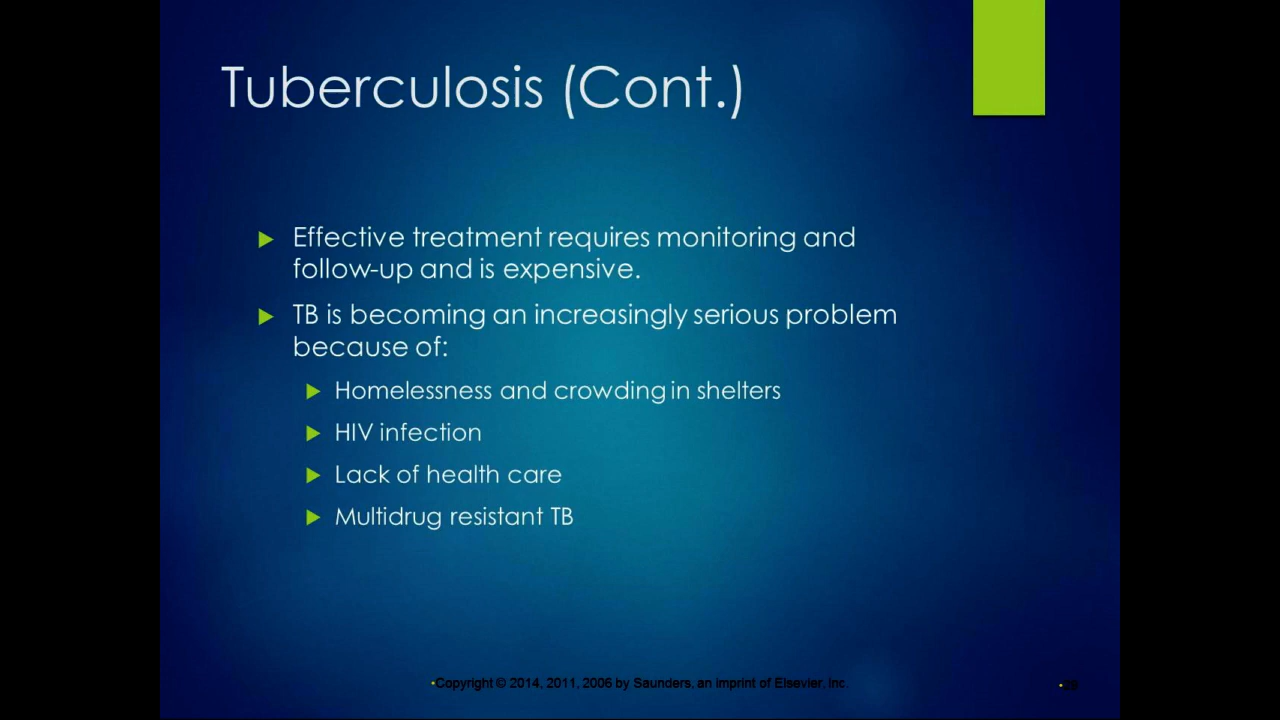 Tuberculosis (Cont.)
Effective treatment requires monitoring and
follow-up and is expensive.
TB is becoming an increasingly serious problem
because of:
Homelessness and crowding in shelters
HIV infection
Lack of health care
Multidrug resistant TB
•Copyright © 2014, 2011, 2006 by Saunders, an imprint of Elsevier, Inc.